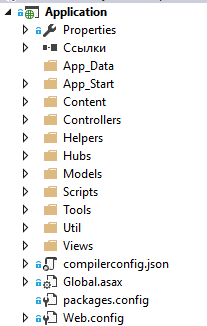 Application
Properties
Ссылки
App_Data
App_Start
Content
Controllers
Helpers
Hubs
Models
Scripts
Tools
Util
Views
compilerconfig.json
Global.asax
packages.config
Web.config